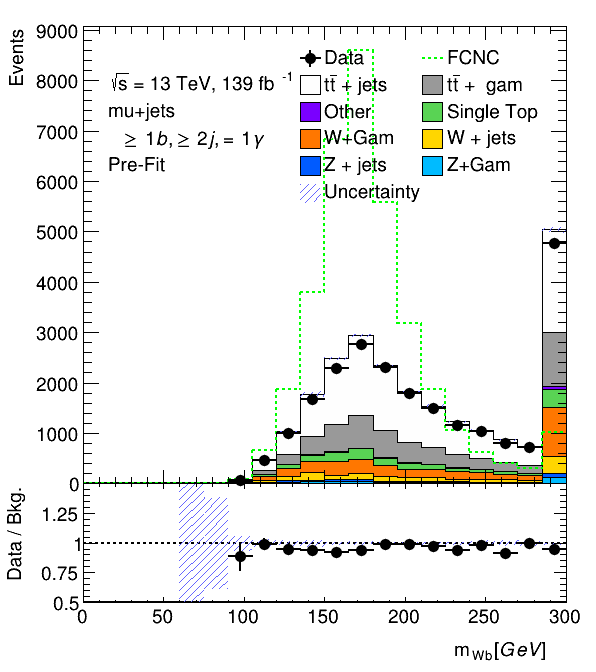 Events
9000
8000
7000
6000
5000
4000
3000
2000
1000
0
√s = 13 TeV, 139 fb⁻¹
mu+jets
≥ 1b, ≥ 2j, = 1γ
Pre-Fit
Data
FCNC
tt̄ + jets
tt̄ + gam
Other
Single Top
W+Gam
W + jets
Z + jets
Z+Gam
Uncertainty
Data / Bkg.
1.25
1
0.75
0.5
0 50 100 150 200 250 300
m_Wb[GeV]